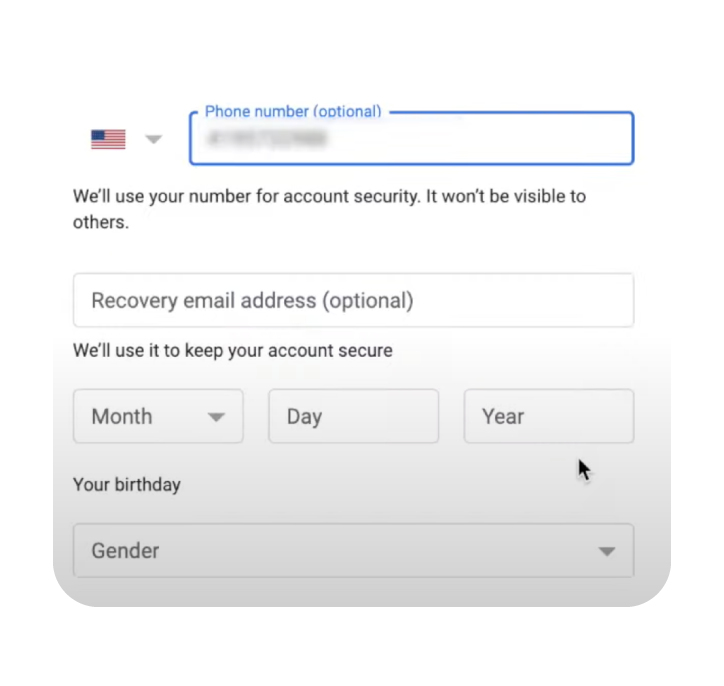 Phone number (optional)
We'll use your number for account security. It won't be visible to
others.
Recovery email address (optional)
We'll use it to keep your account secure
Month Day Year
Your birthday
Gender